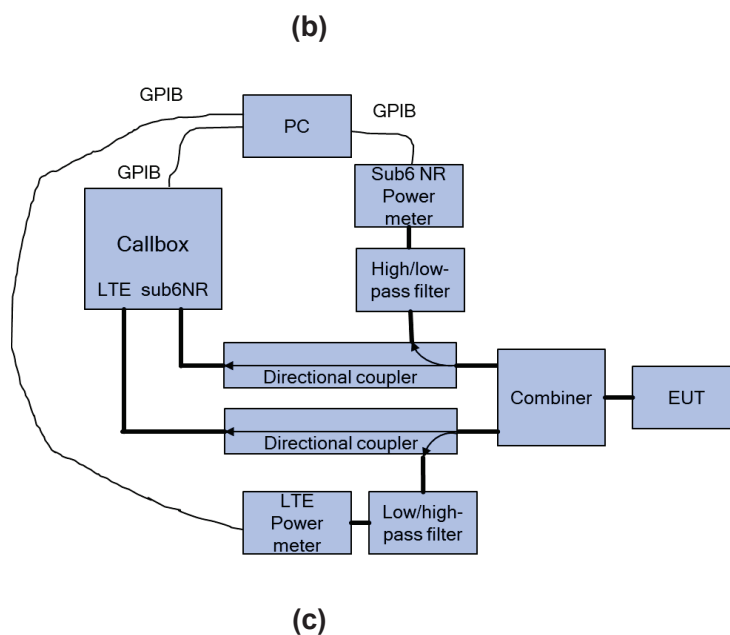 (b)
GPIB
PC
GPIB
GPIB
Sub6 NR
Power
meter
Callbox
LTE sub6NR
High/low-
pass filter
Directional coupler
Combiner
EUT
Directional coupler
LTE
Power
meter
Low/high-
pass filter
(c)